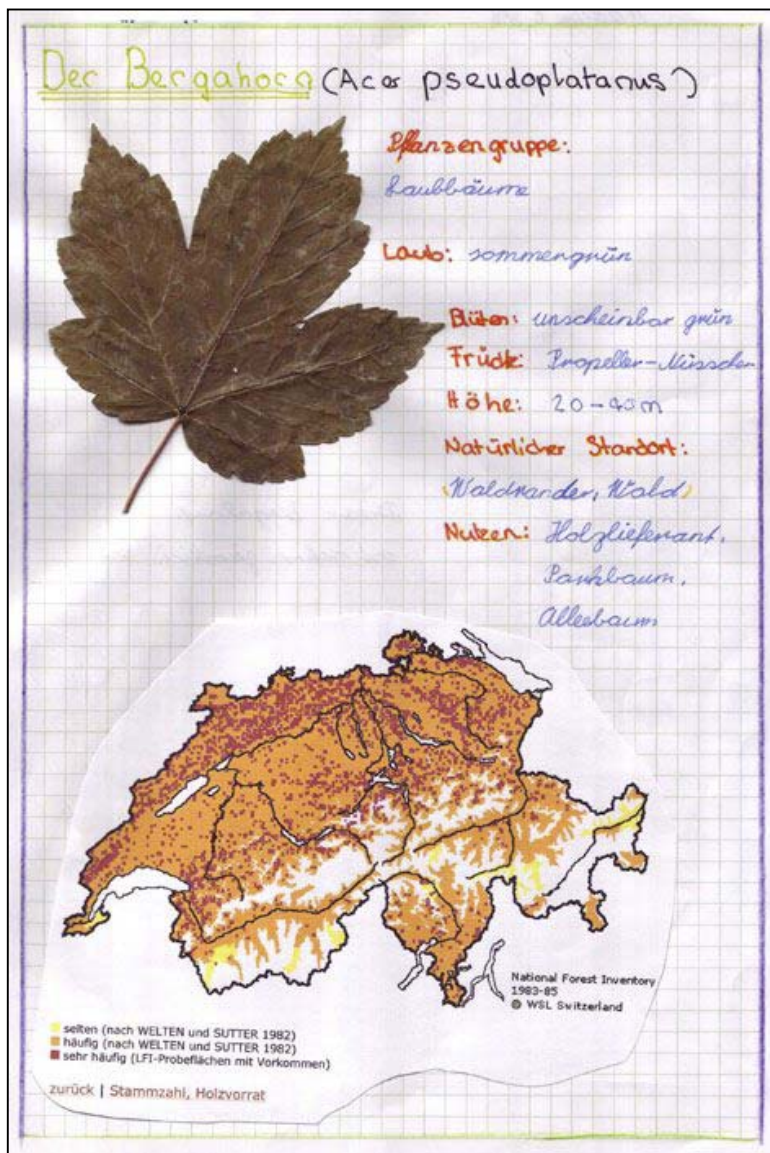 Der Bergahorn (Acer pseudoplatanus)
Pflanzengruppe:
Laubbäume
Laub: sommergrün
Blüten: unscheinbar grün
Früchte: Propeller-Nüsschen
Höhe: 20-40m
Natürlicher Standort:
Waldränder, Wald
Nutzen: Holzlieferant,
Parkbaum,
Alleebaum
National Forest Inventory
1983-85
© WSL Switzerland
selten (nach WELTEN und SUTTER 1982)
häufig (nach WELTEN und SUTTER 1982)
sehr häufig (LFI-Probeflächen mit Vorkommen)
zurück | Stammzahl, Holzvorrat